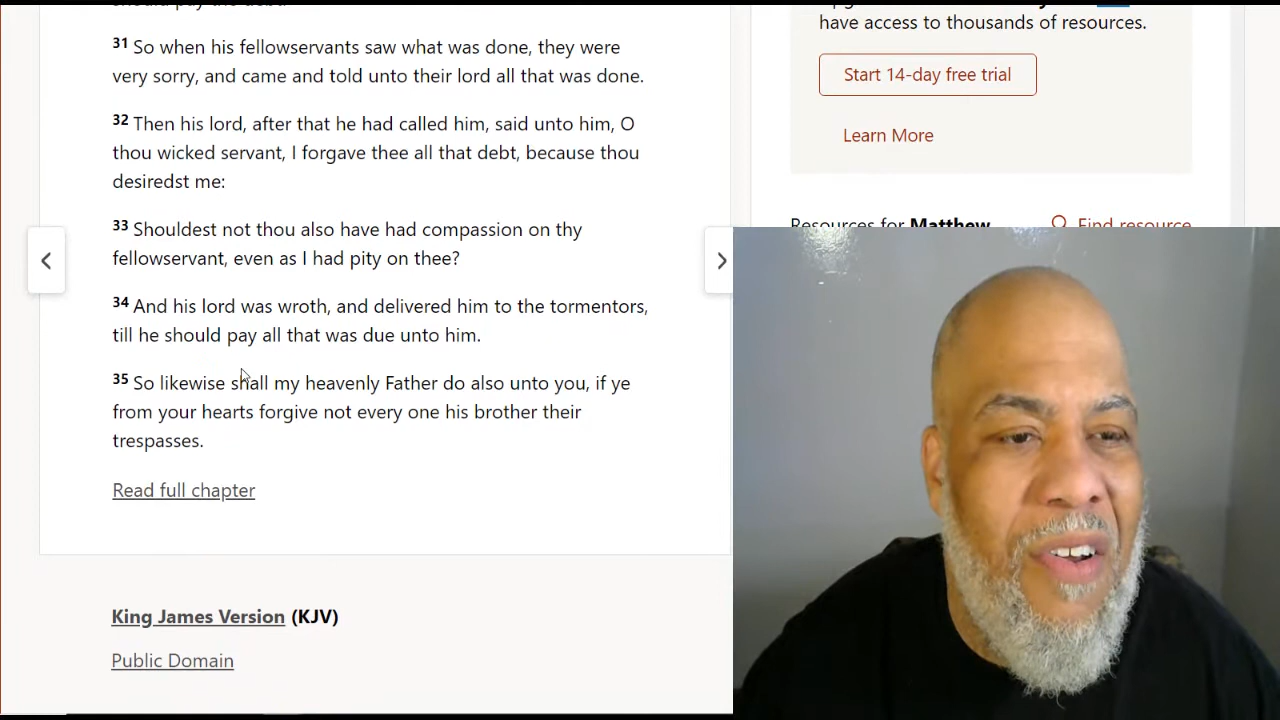 should pay the debt.
31 So when his fellowservants saw what was done, they were
very sorry, and came and told unto their lord all that was done.
32 Then his lord, after that he had called him, said unto him, O
thou wicked servant, I forgave thee all that debt, because thou
desiredst me:
33 Shouldest not thou also have had compassion on thy
fellowservant, even as I had pity on thee?
34 And his lord was wroth, and delivered him to the tormentors,
till he should pay all that was due unto him.
35 So likewise shall my heavenly Father do also unto you, if ye
from your hearts forgive not every one his brother their
trespasses.
Read full chapter
King James Version (KJV)
Public Domain
have access to thousands of resources.
Start 14-day free trial
Learn More
Resources for Matthew
Find resource